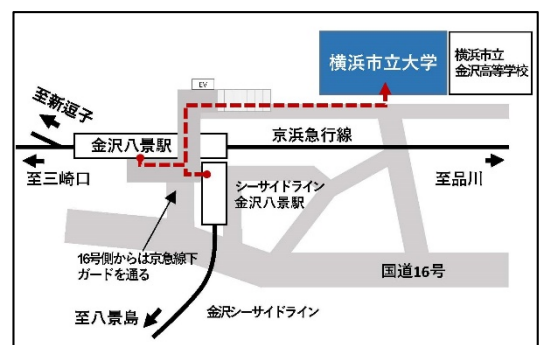 横浜市立大学
横浜市立
金沢高等学校
EV
至新逗子
金沢八景駅
京浜急行線
至三崎口
至品川
シーサイドライン
金沢八景駅
16号側からは京急線下
ガードを通る
国道16号
至八景島
金沢シーサイドライン